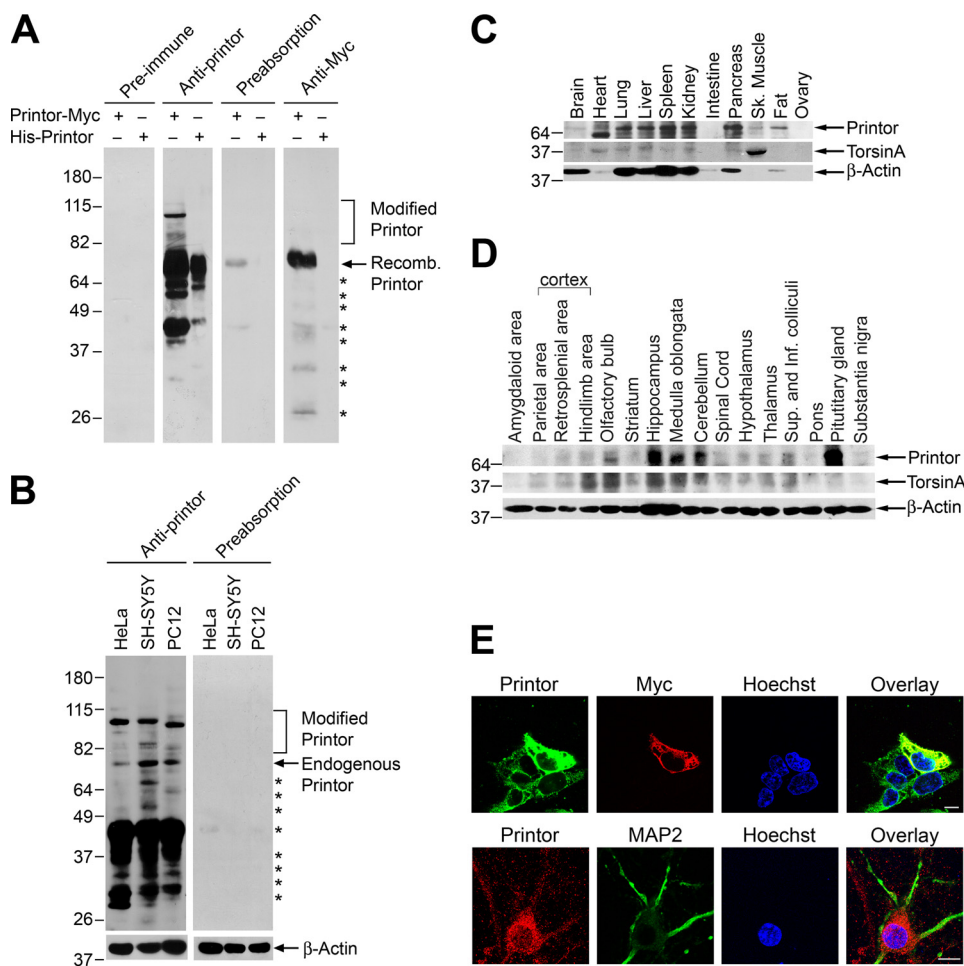 A
Pre-immune
Anti-printor
Preabsorption
Anti-Myc
Printor-Myc + – + – + – + –
His-Printor – + – + – + – +
180
115
82
64
49
37
26
Modified
Printor
Recomb.
Printor
*
*
*
*
*
*
*
*
B
Anti-printor
Preabsorption
HeLa
SH-SY5Y
PC12
HeLa
SH-SY5Y
PC12
180
115
82
64
49
37
26
37
Modified
Printor
Endogenous
Printor
*
*
*
*
*
*
*
*
β-Actin
C
Brain
Heart
Lung
Liver
Spleen
Kidney
Intestine
Pancreas
Sk. Muscle
Fat
Ovary
64
Printor
37
TorsinA
37
β-Actin
D
cortex
Amygdaloid area
Parietal area
Retrosplenial area
Hindlimb area
Olfactory bulb
Striatum
Hippocampus
Medulla oblongata
Cerebellum
Spinal Cord
Hypothalamus
Thalamus
Sup. and Inf. colliculi
Pons
Pitutitary gland
Substantia nigra
64
Printor
37
TorsinA
37
β-Actin
E
Printor Myc Hoechst Overlay
Printor MAP2 Hoechst Overlay